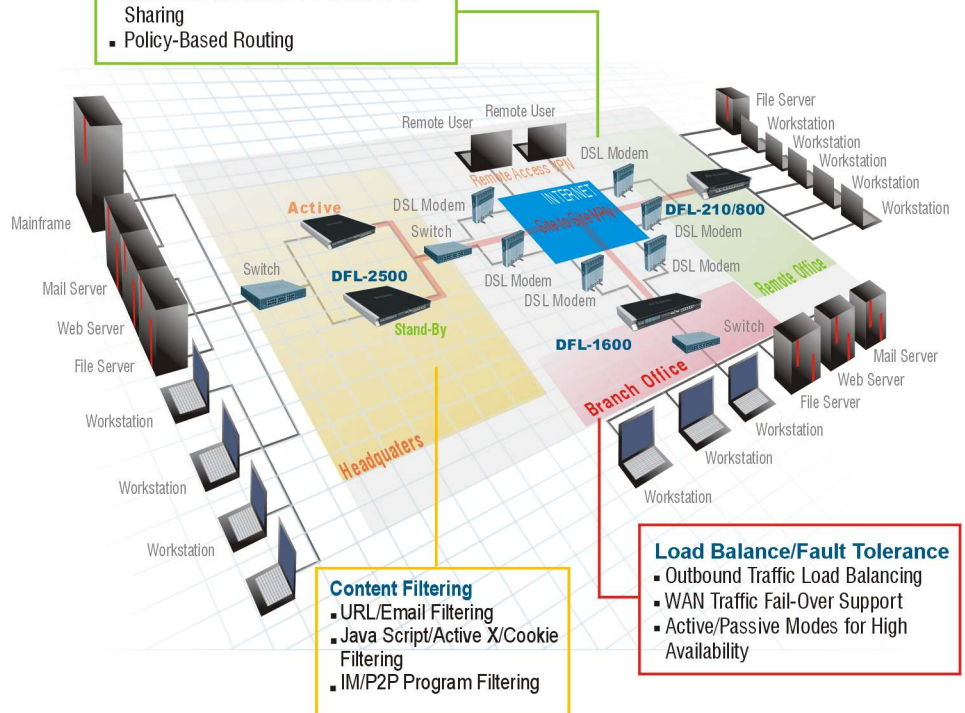 Sharing
▪ Policy-Based Routing
File Server
Workstation
Workstation
Workstation
Workstation
Workstation
Remote User
Remote User
DSL Modem
Remote Access VPN
INTERNET
Site-to-Site VPN
DSL Modem
DFL-210/800
DSL Modem
DSL Modem
Remote Office
Mainframe
Active
Switch
Switch
DFL-2500
DSL Modem
DSL Modem
Stand-By
Mail Server
Web Server
File Server
DFL-1600
Switch
Mail Server
Web Server
File Server
Branch Office
Headquaters
Workstation
Workstation
Workstation
Workstation
Workstation
Workstation
Content Filtering
▪ URL/Email Filtering
▪ Java Script/Active X/Cookie
Filtering
▪ IM/P2P Program Filtering
Load Balance/Fault Tolerance
▪ Outbound Traffic Load Balancing
▪ WAN Traffic Fail-Over Support
▪ Active/Passive Modes for High
Availability